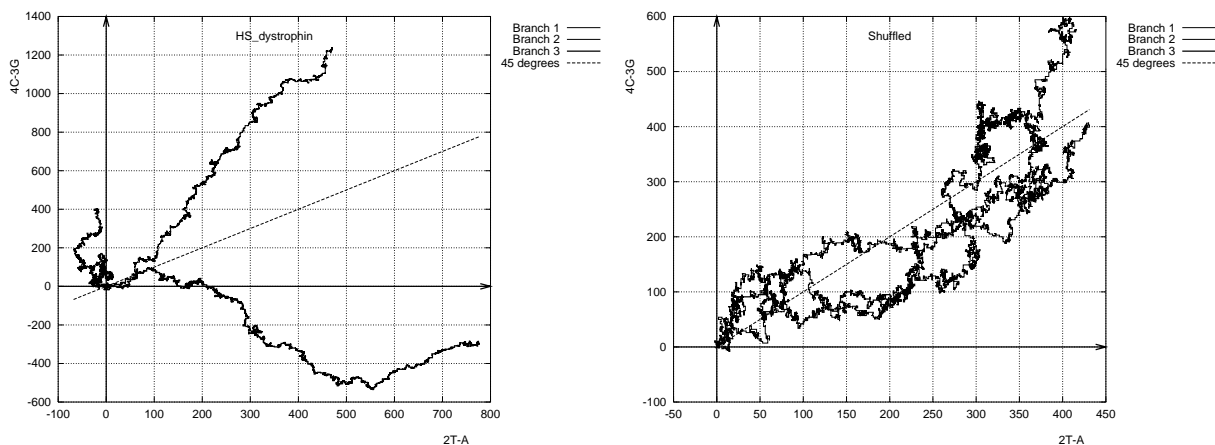 1400
1200
1000
800
600
400
200
0
-200
-400
-600
-100 0 100 200 300 400 500 600 700 800
4C-3G
2T-A
HS_dystrophin
Branch 1
Branch 2
Branch 3
45 degrees
600
500
400
300
200
100
0
-100
-50 0 50 100 150 200 250 300 350 400 450
4C-3G
2T-A
Shuffled
Branch 1
Branch 2
Branch 3
45 degrees